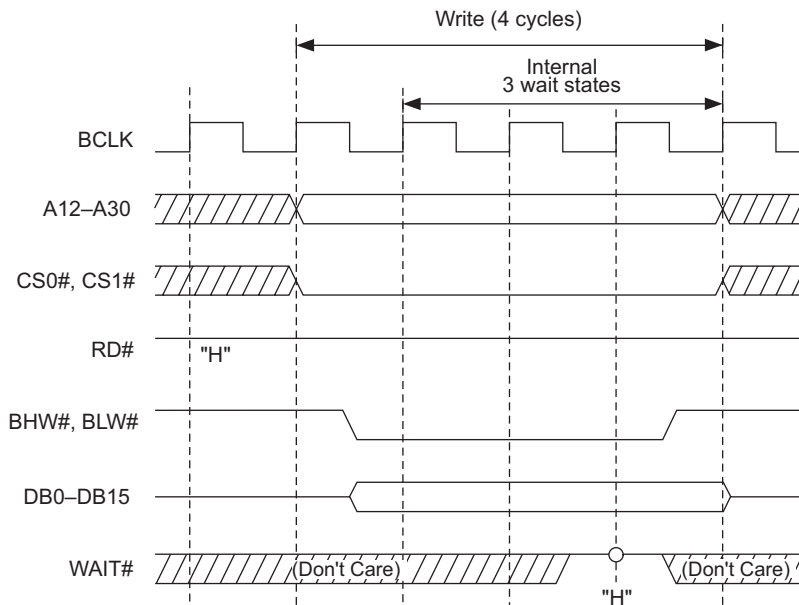 Write (4 cycles)
Internal
3 wait states
BCLK
A12–A30
CS0#, CS1#
RD#
"H"
BHW#, BLW#
DB0–DB15
WAIT#
(Don't Care)
(Don't Care)
"H"